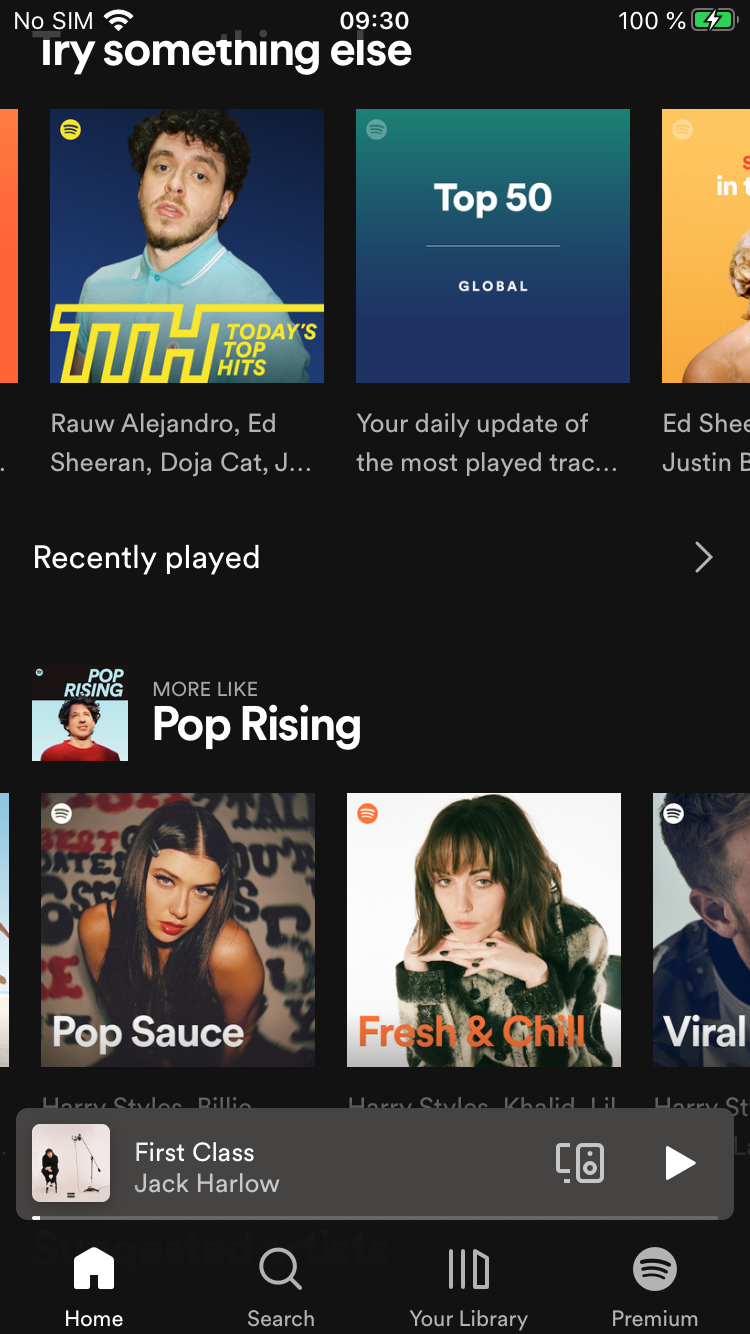 No SIM 09:30 100 %
Try something else
TTH TODAY'S
TOP
HITS
Top 50
GLOBAL
in t
Rauw Alejandro, Ed
Sheeran, Doja Cat, J...
Your daily update of
the most played trac...
Ed Shee
Justin B
Recently played
POP
RISING
MORE LIKE
Pop Rising
Pop Sauce
Fresh & Chill
Viral
Harry Styles, Billie
Harry Styles, Khalid, Lil
Harry St
First Class
Jack Harlow
Suggested artists
Home
Search
Your Library
Premium